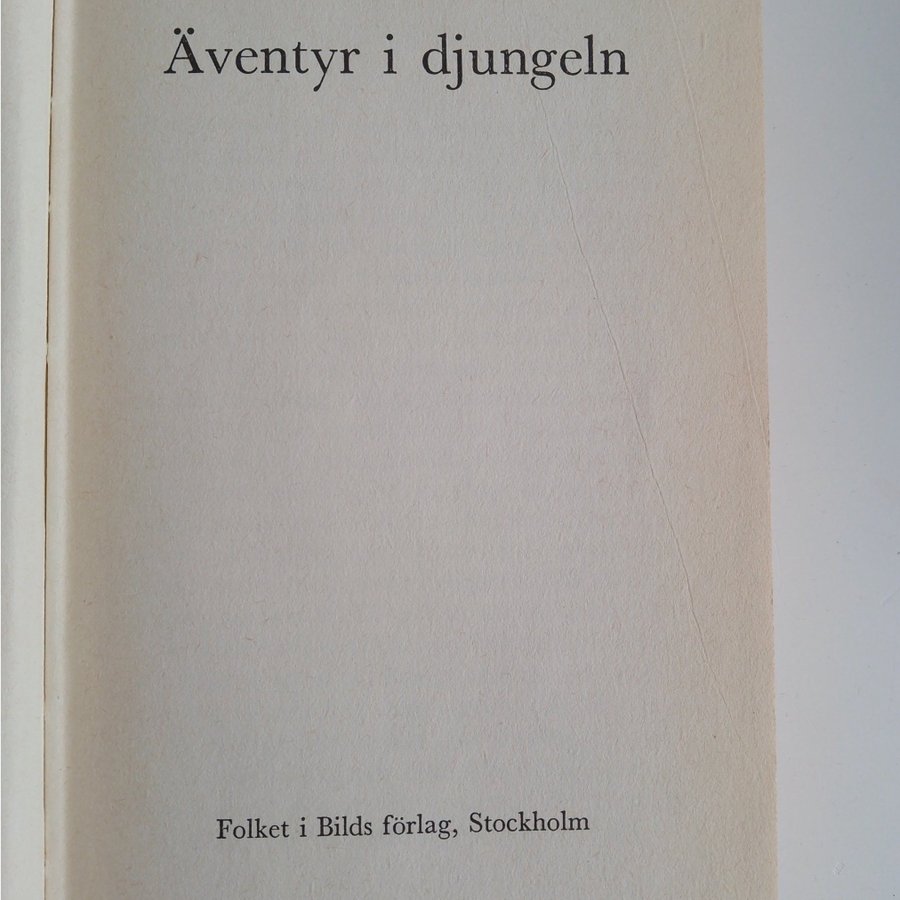 Äventyr i djungeln
Folket i Bilds förlag, Stockholm